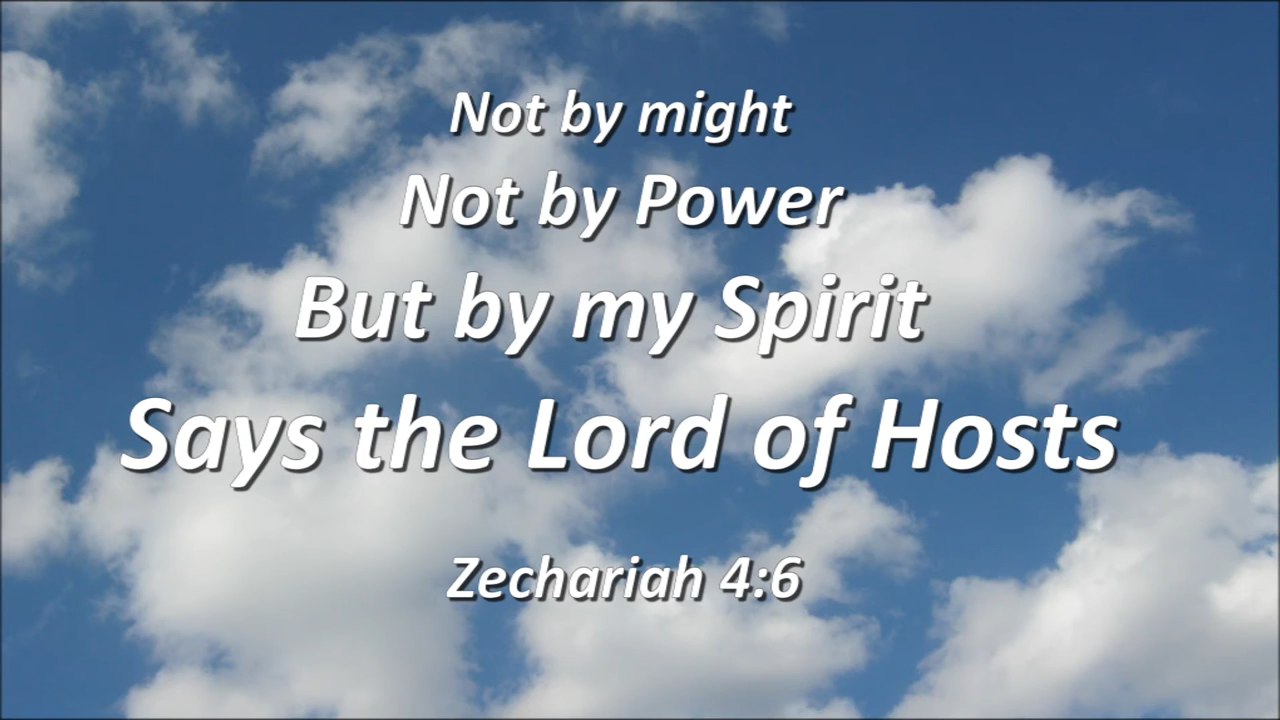 Not by might
Not by Power
But by my Spirit
Says the Lord of Hosts
Zechariah 4:6